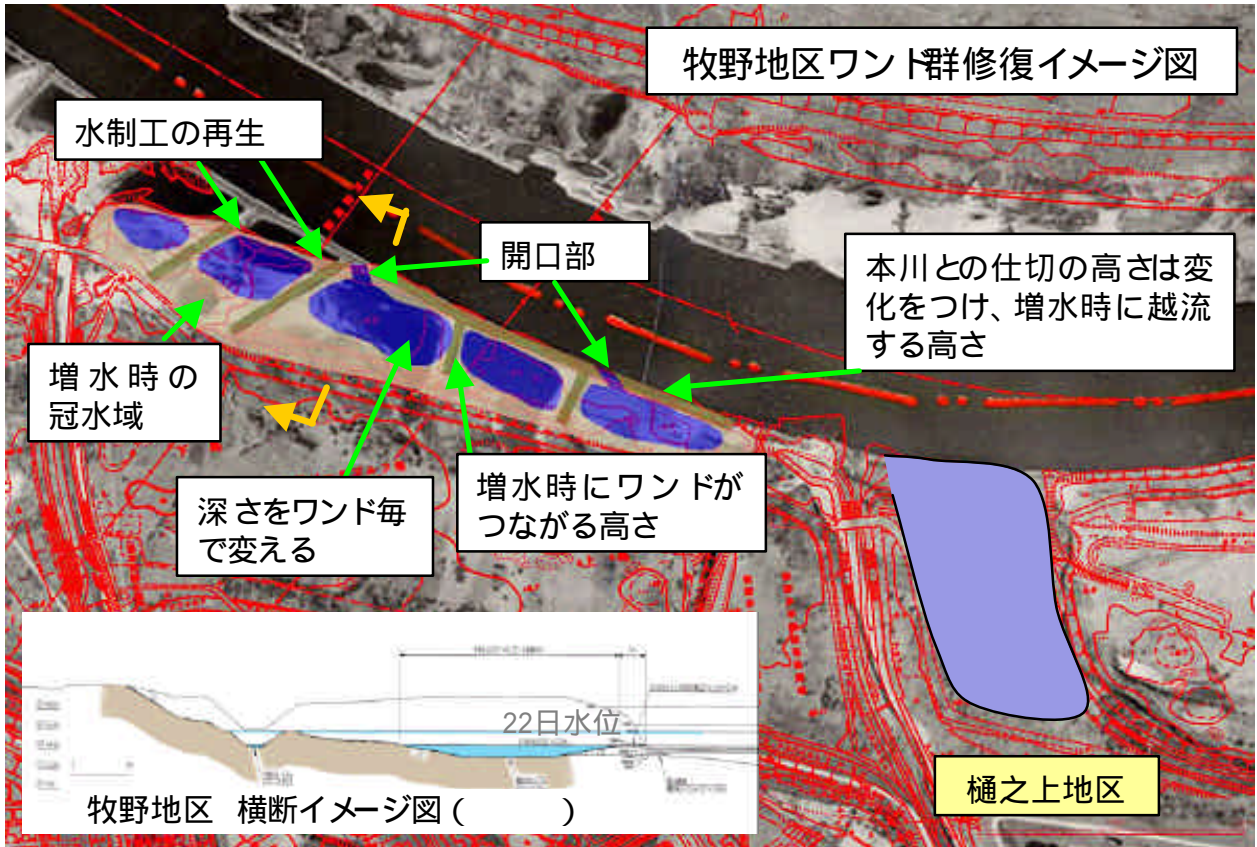 牧野地区ワンド群修復イメージ図
水制工の再生
開口部
本川との仕切の高さは変
化をつけ、増水時に越流
する高さ
増水時の
冠水域
深さをワンド毎
で変える
増水時にワンドが
つながる高さ
22日水位
牧野地区 横断イメージ図( )
樋之上地区